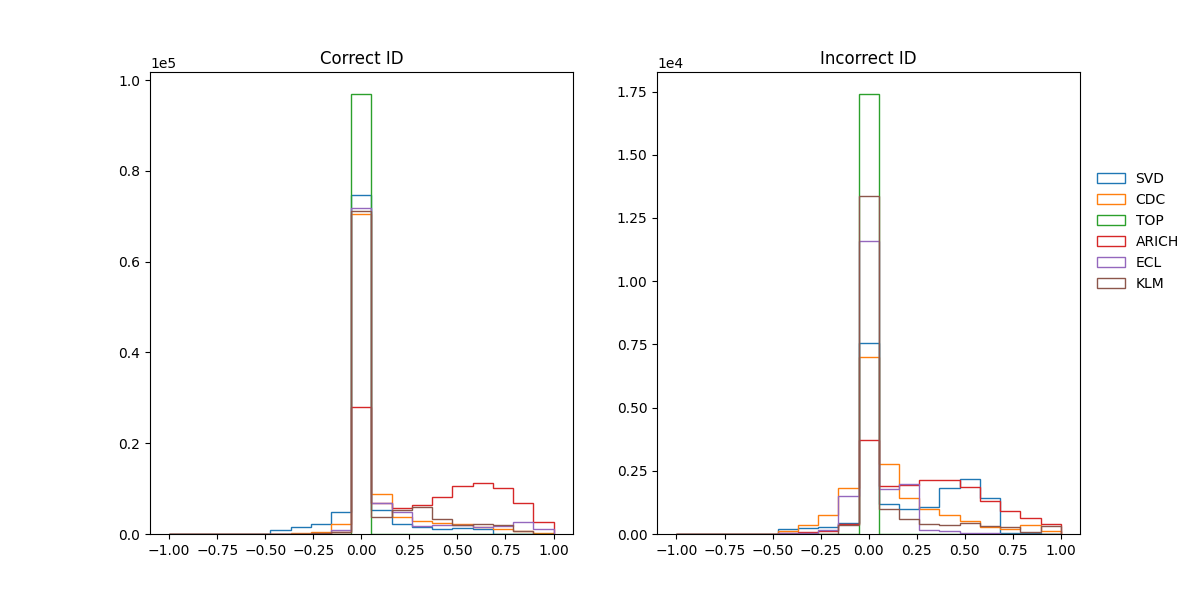 Correct ID
1e5
1.0
0.8
0.6
0.4
0.2
0.0
−1.00 −0.75 −0.50 −0.25 0.00 0.25 0.50 0.75 1.00
Incorrect ID
1e4
1.75
1.50
1.25
1.00
0.75
0.50
0.25
0.00
−1.00 −0.75 −0.50 −0.25 0.00 0.25 0.50 0.75 1.00
SVD
CDC
TOP
ARICH
ECL
KLM